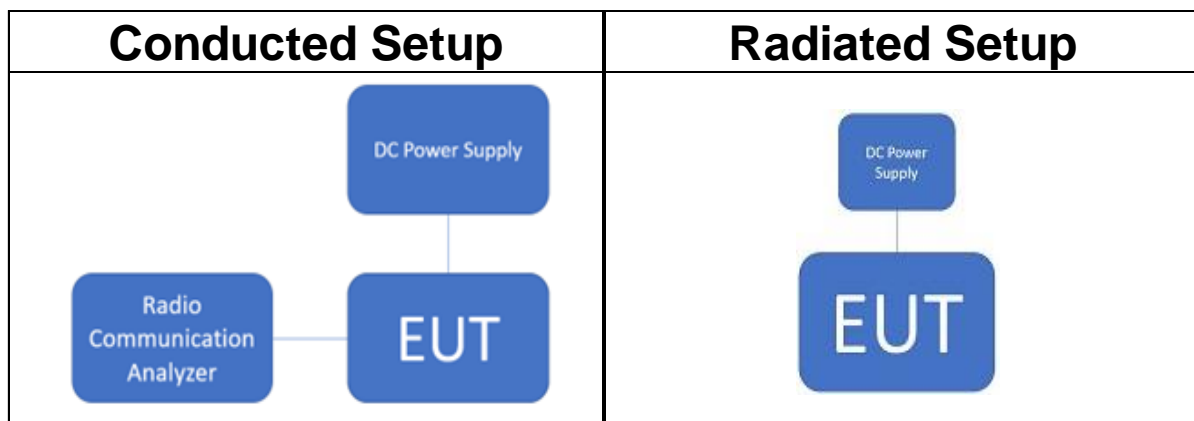 Conducted Setup
Radiated Setup
DC Power Supply
Radio
Communication
Analyzer
EUT
DC Power
Supply
EUT